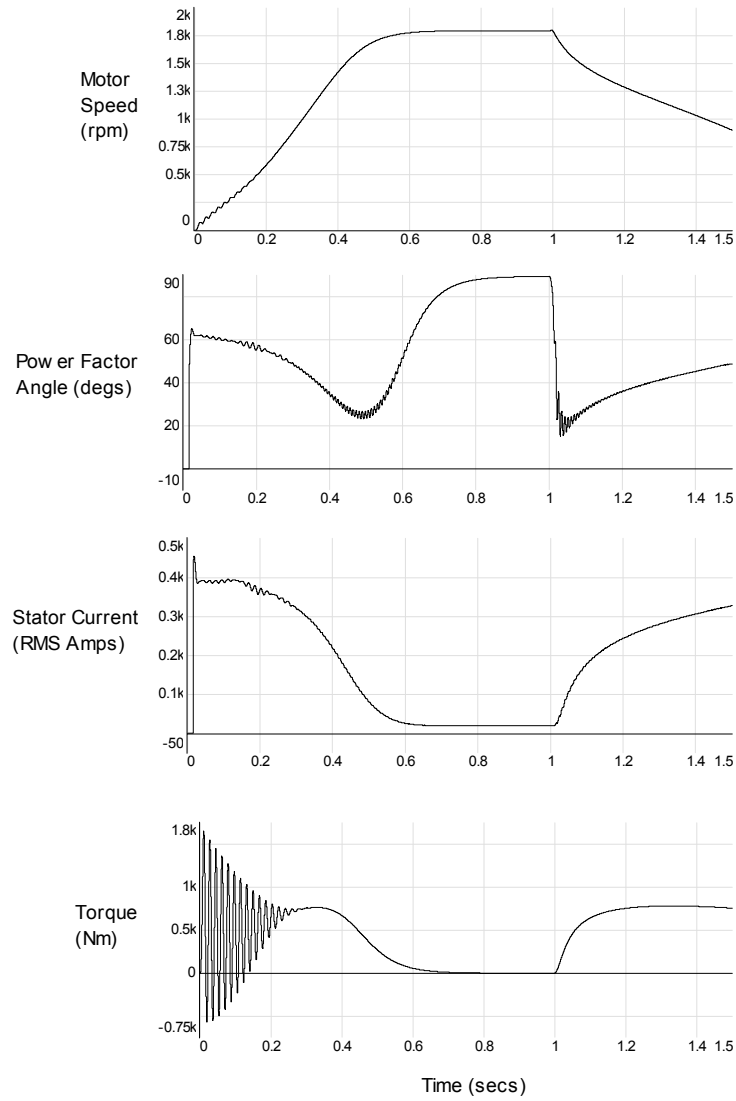 2k
1.8k
1.5k
1.3k
1k
0.75k
0.5k
0
Motor
Speed
(rpm)
0 0.2 0.4 0.6 0.8 1 1.2 1.4 1.5
90
60
40
20
-10
Power Factor
Angle (degs)
0 0.2 0.4 0.6 0.8 1 1.2 1.4 1.5
0.5k
0.4k
0.3k
0.2k
0.1k
-50
Stator Current
(RMS Amps)
0 0.2 0.4 0.6 0.8 1 1.2 1.4 1.5
1.8k
1k
0.5k
0
-0.75k
Torque
(Nm)
0 0.2 0.4 0.6 0.8 1 1.2 1.4 1.5
Time (secs)